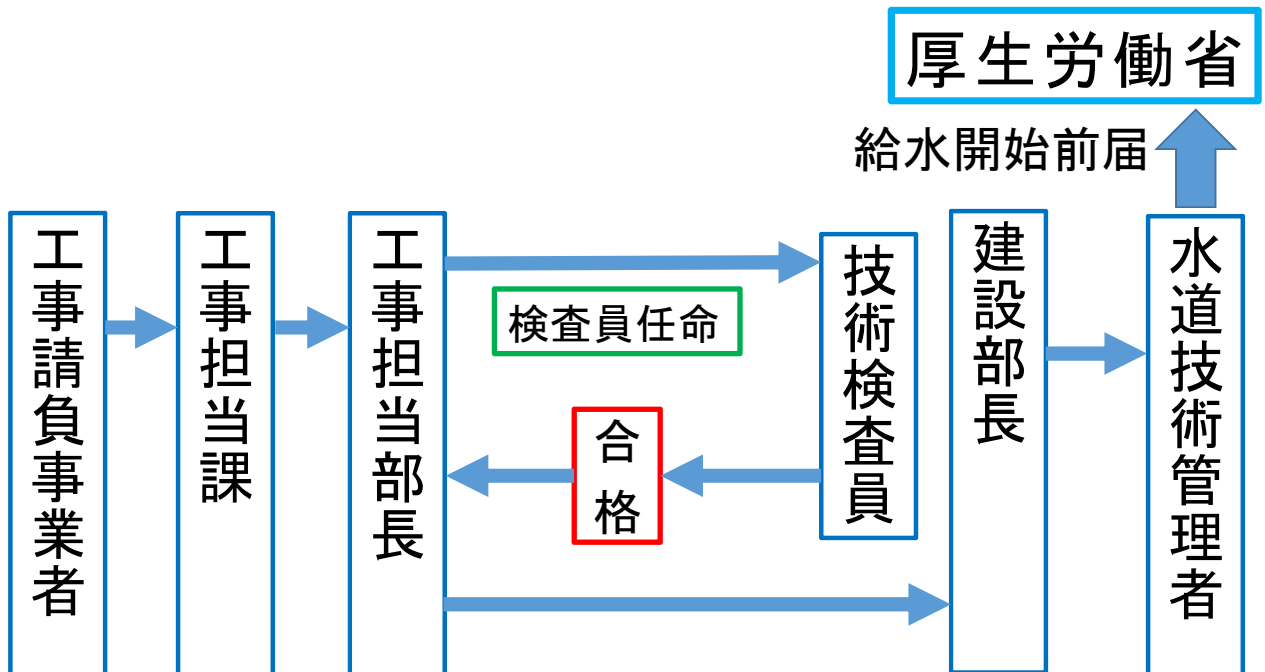 厚生労働省
給水開始前届
工事請負事業者
工事担当課
工事担当部長
検査員任命
合格
技術検査員
建設部長
水道技術管理者